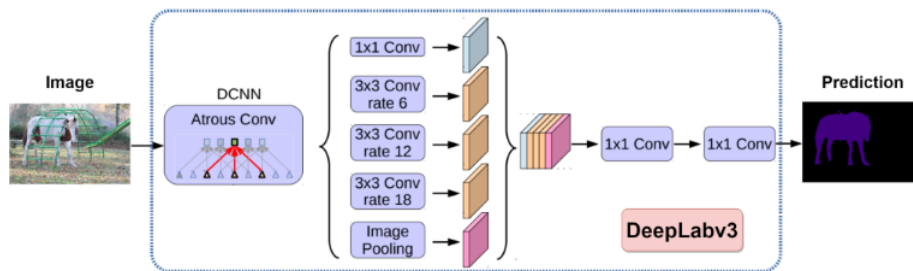 Image
DCNN
Atrous Conv
1x1 Conv
3x3 Conv
rate 6
3x3 Conv
rate 12
3x3 Conv
rate 18
Image
Pooling
1x1 Conv
1x1 Conv
DeepLabv3
Prediction